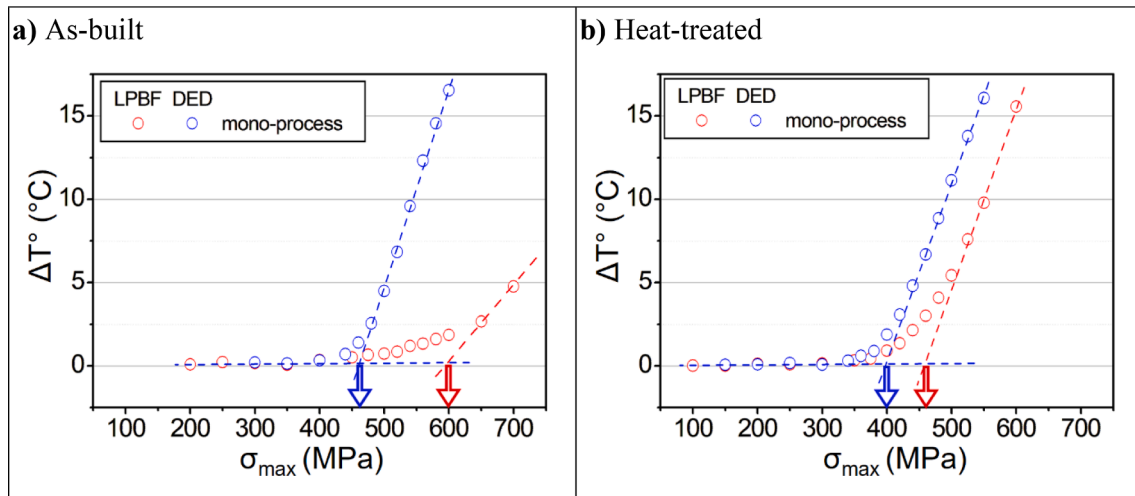 a) As-built
LPBF DED
mono-process
15
10
5
0
ΔT° (°C)
100 200 300 400 500 600 700
σmax (MPa)
b) Heat-treated
LPBF DED
mono-process
15
10
5
0
ΔT° (°C)
100 200 300 400 500 600 700
σmax (MPa)